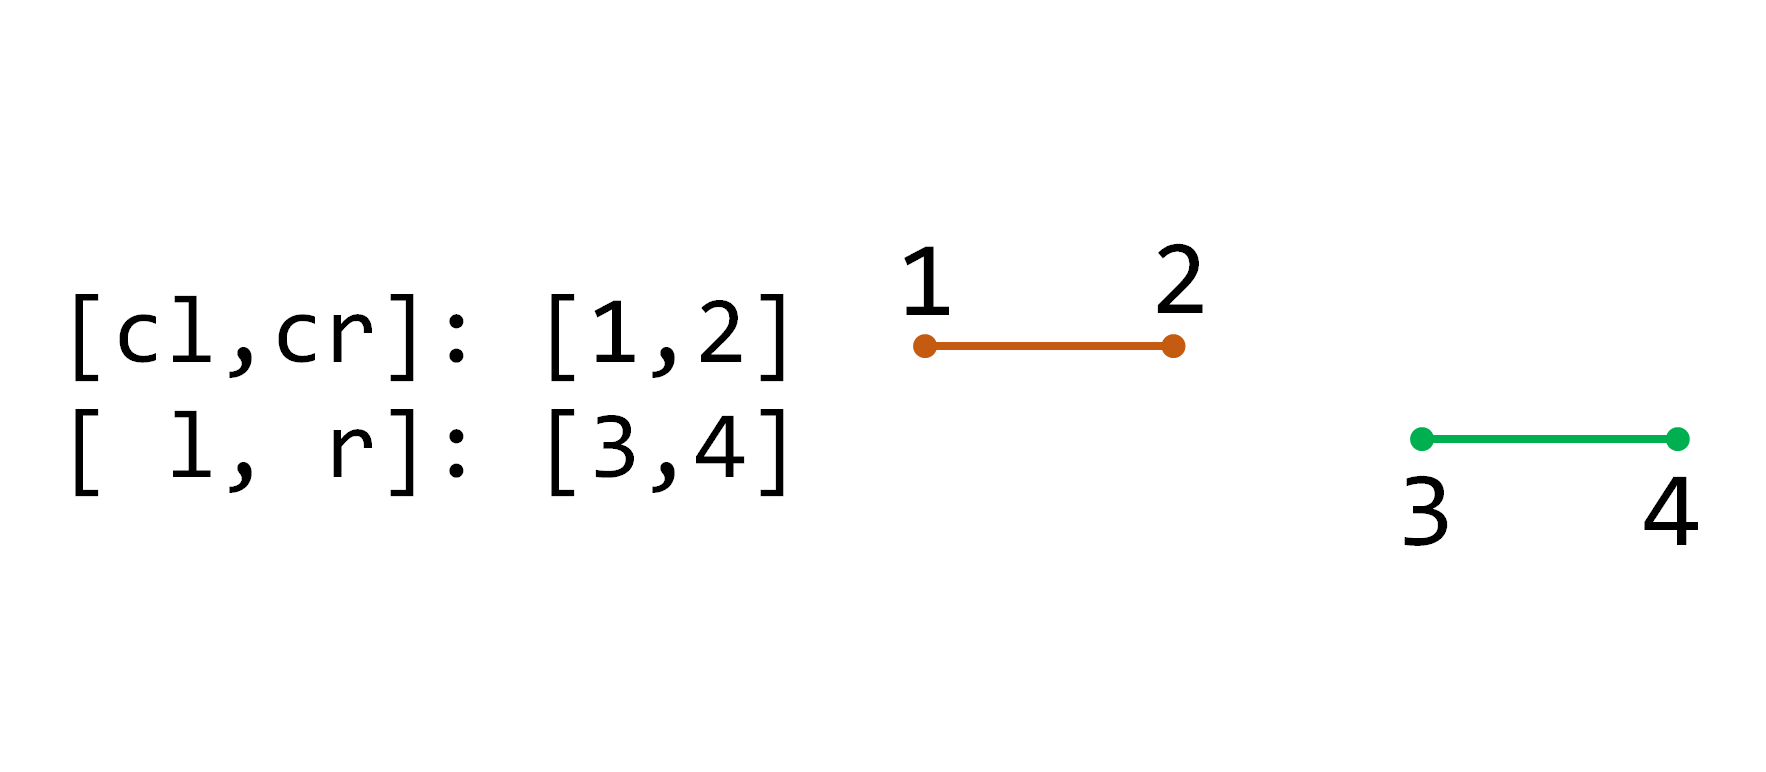 [cl,cr]: [1,2]
[ l, r]: [3,4]
1 2
3 4